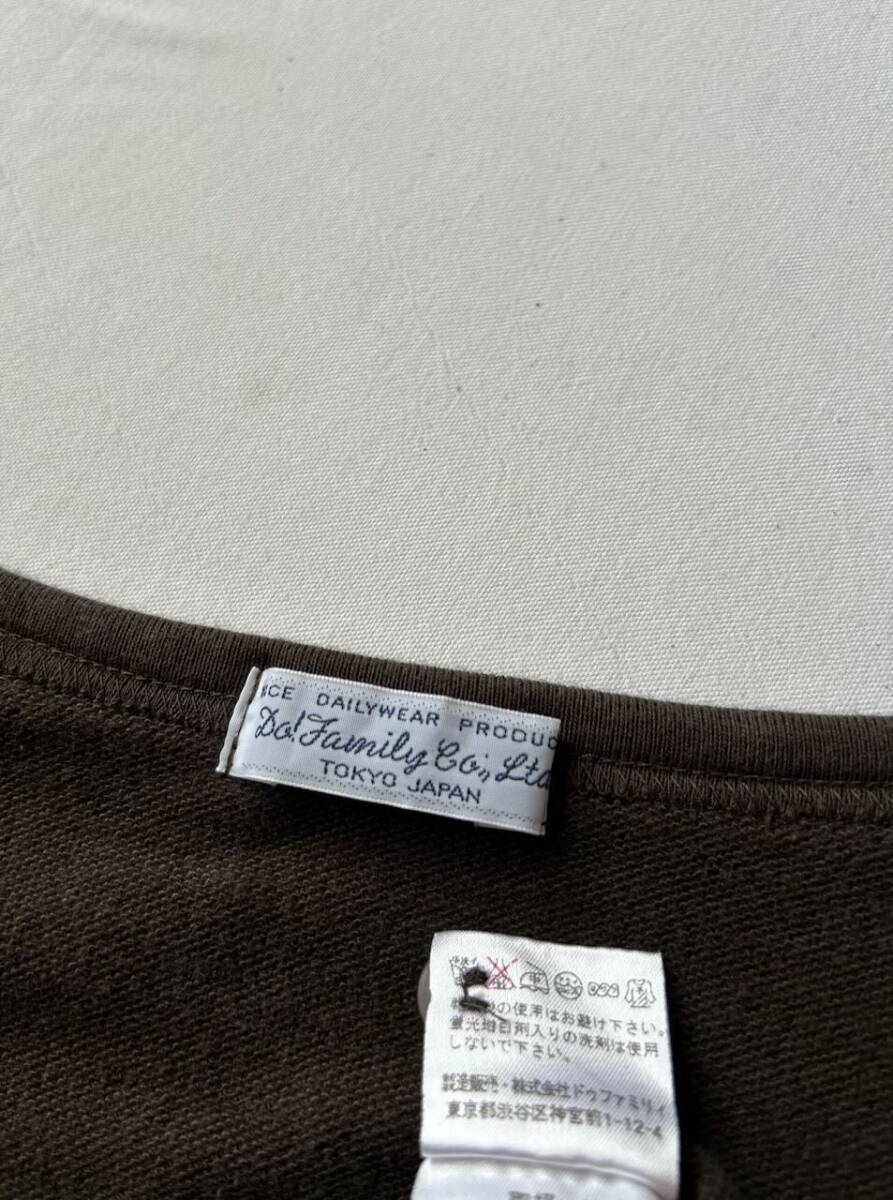 NCE DAILYWEAR PRODUC
Do! Family Co., Ltd
TOKYO JAPAN
の使用はお避け下さい。
蛍光増白剤入りの洗剤は使用
しないで下さい。
製造販売・株式会社ドゥファミリィ
東京都渋谷区神宮前1-12-4